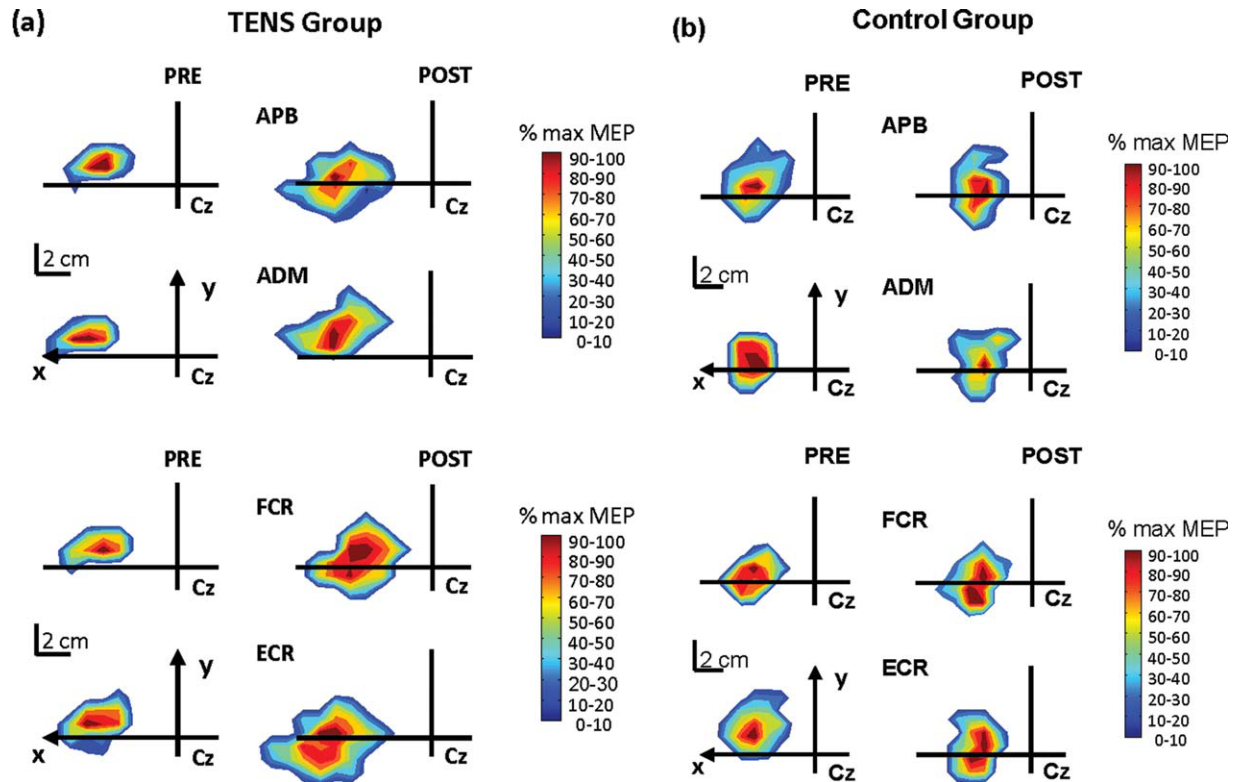 (a)
TENS Group
PRE
POST
APB
Cz
Cz
% max MEP
90-100
80-90
70-80
60-70
50-60
40-50
30-40
20-30
10-20
0-10
2 cm
ADM
y
x
Cz
Cz
PRE
POST
FCR
Cz
Cz
% max MEP
90-100
80-90
70-80
60-70
50-60
40-50
30-40
20-30
10-20
0-10
2 cm
ECR
y
x
Cz
Cz
(b)
Control Group
PRE
POST
APB
Cz
Cz
% max MEP
90-100
80-90
70-80
60-70
50-60
40-50
30-40
20-30
10-20
0-10
2 cm
ADM
y
x
Cz
Cz
PRE
POST
FCR
Cz
Cz
% max MEP
90-100
80-90
70-80
60-70
50-60
40-50
30-40
20-30
10-20
0-10
2 cm
ECR
y
x
Cz
Cz